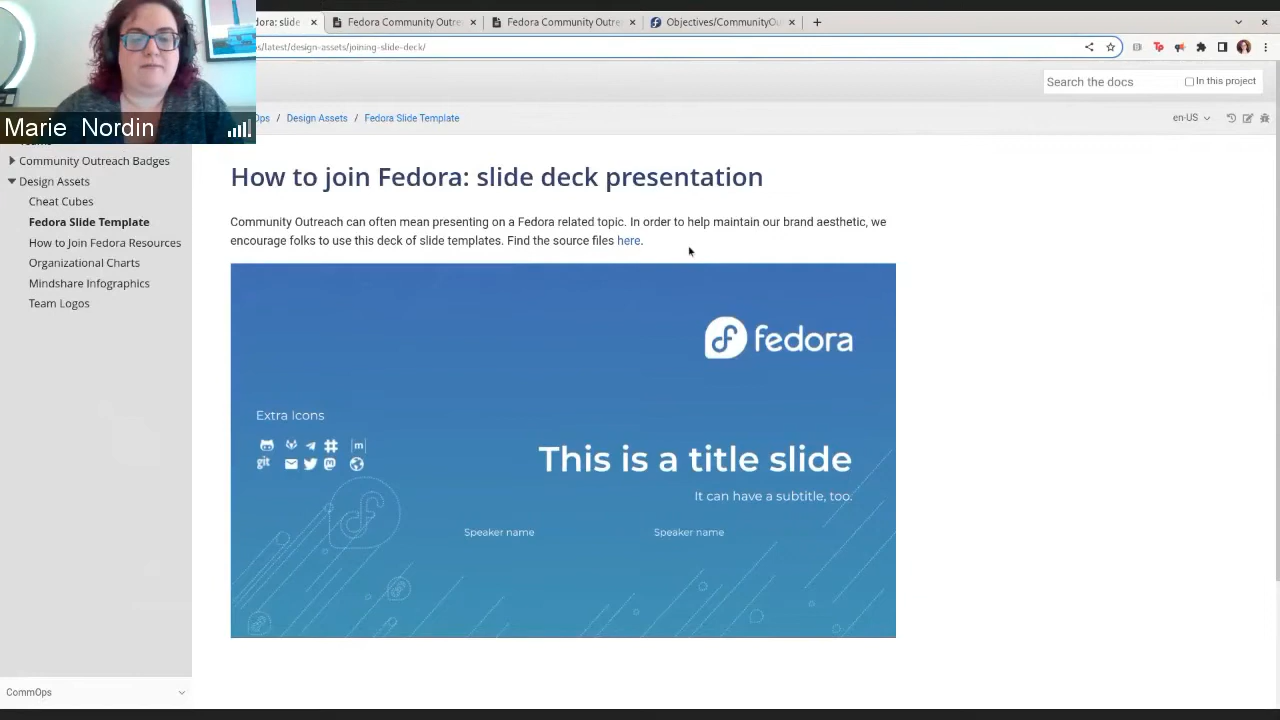 dora: slide
Fedora Community Outre
Fedora Community Outre
Objectives/CommunityOu
s/latest/design-assets/joining-slide-deck/
Search the docs
In this project
Ops / Design Assets / Fedora Slide Template
en-US
Marie Nordin
Community Outreach Badges
Design Assets
Cheat Cubes
Fedora Slide Template
How to Join Fedora Resources
Organizational Charts
Mindshare Infographics
Team Logos
CommOps
How to join Fedora: slide deck presentation
Community Outreach can often mean presenting on a Fedora related topic. In order to help maintain our brand aesthetic, we
encourage folks to use this deck of slide templates. Find the source files here.
fedora
Extra Icons
git
This is a title slide
It can have a subtitle, too.
Speaker name
Speaker name